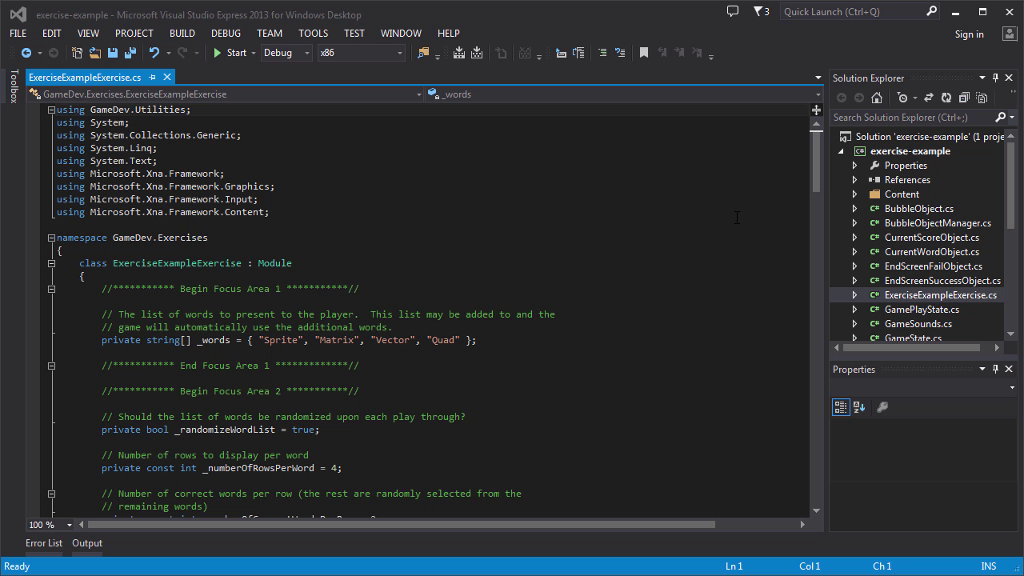 exercise-example - Microsoft Visual Studio Express 2013 for Windows Desktop
3
Quick Launch (Ctrl+Q)
FILE EDIT VIEW PROJECT BUILD DEBUG TEAM TOOLS TEST WINDOW HELP
Sign in
Start Debug x86
Toolbox
ExerciseExampleExercise.cs
GameDev.Exercises.ExerciseExampleExercise
_words
using GameDev.Utilities;
using System;
using System.Collections.Generic;
using System.Linq;
using System.Text;
using Microsoft.Xna.Framework;
using Microsoft.Xna.Framework.Graphics;
using Microsoft.Xna.Framework.Input;
using Microsoft.Xna.Framework.Content;
namespace GameDev.Exercises
{
class ExerciseExampleExercise : Module
{
//*********** Begin Focus Area 1 ***********//
// The list of words to present to the player.  This list may be added to and the
// game will automatically use the additional words.
private string[] _words = { "Sprite", "Matrix", "Vector", "Quad" };
//*********** End Focus Area 1 *************//
//*********** Begin Focus Area 2 ***********//
// Should the list of words be randomized upon each play through?
private bool _randomizeWordList = true;
// Number of rows to display per word
private const int _numberOfRowsPerWord = 4;
// Number of correct words per row (the rest are randomly selected from the
// remaining words)
100 %
Solution Explorer
Search Solution Explorer (Ctrl+;)
Solution 'exercise-example' (1 proje
exercise-example
Properties
References
Content
BubbleObject.cs
BubbleObjectManager.cs
CurrentScoreObject.cs
CurrentWordObject.cs
EndScreenFailObject.cs
EndScreenSuccessObject.cs
ExerciseExampleExercise.cs
GamePlayState.cs
GameSounds.cs
GameState.cs
Properties
Error List Output
Ready
Ln 1 Col 1 Ch 1 INS